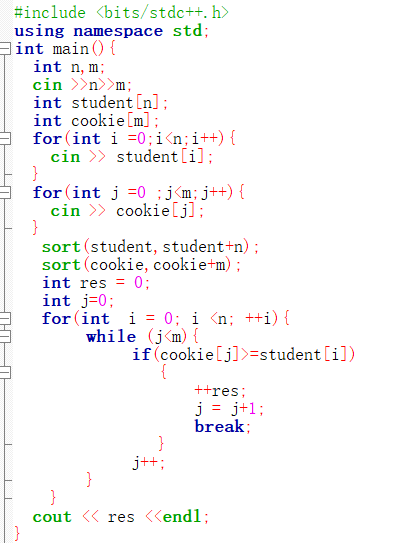 #include <bits/stdc++.h>
using namespace std;
int main(){
  int n,m;
  cin >>n>>m;
  int student[n];
  int cookie[m];
  for(int i =0;i<n;i++){
    cin >> student[i];
  }
  for(int j =0 ;j<m;j++){
    cin >> cookie[j];
  }
   sort(student,student+n);
   sort(cookie,cookie+m);
   int res = 0;
   int j=0;
   for(int  i = 0; i <n; ++i){
        while (j<m){
             if(cookie[j]>=student[i])
                {
                    ++res;
                    j = j+1;
                    break;
                }
             j++;
        }
    }
  cout << res <<endl;
}